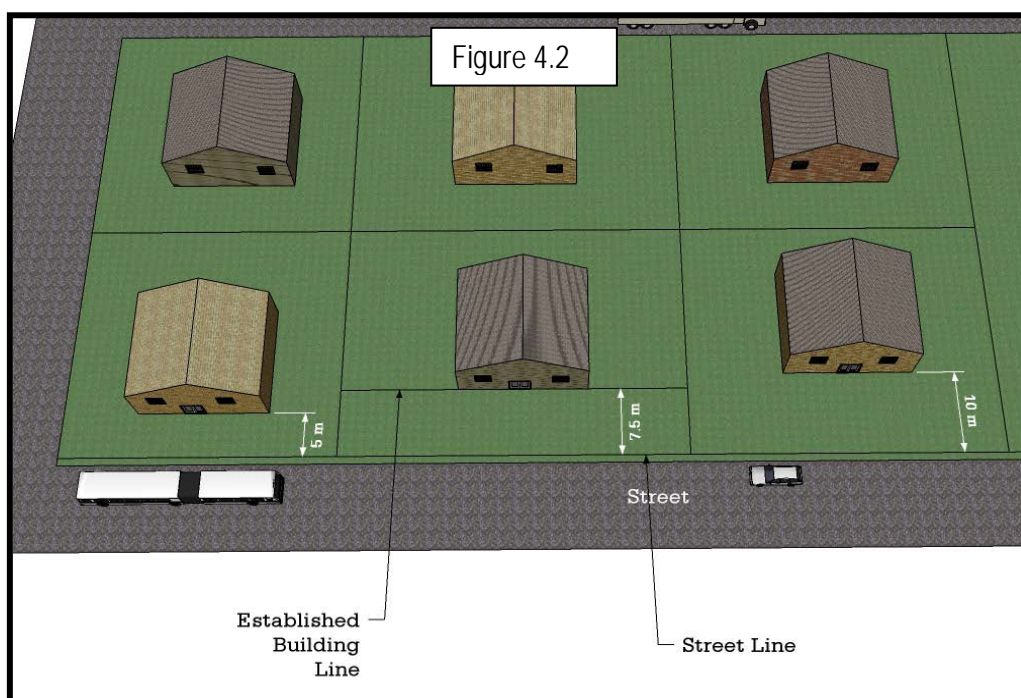 Figure 4.2
5 m
7.5 m
10 m
Street
Established
Building
Line
Street Line